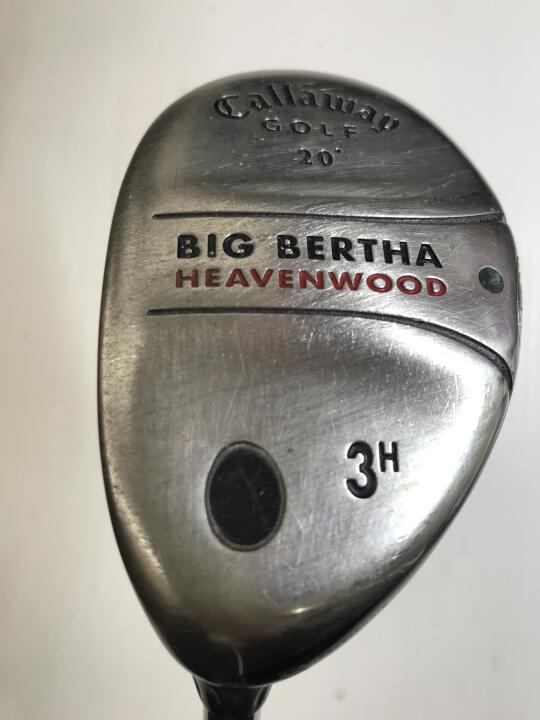 Callaway
GOLF
20°
BIG BERTHA
HEAVENWOOD
3H